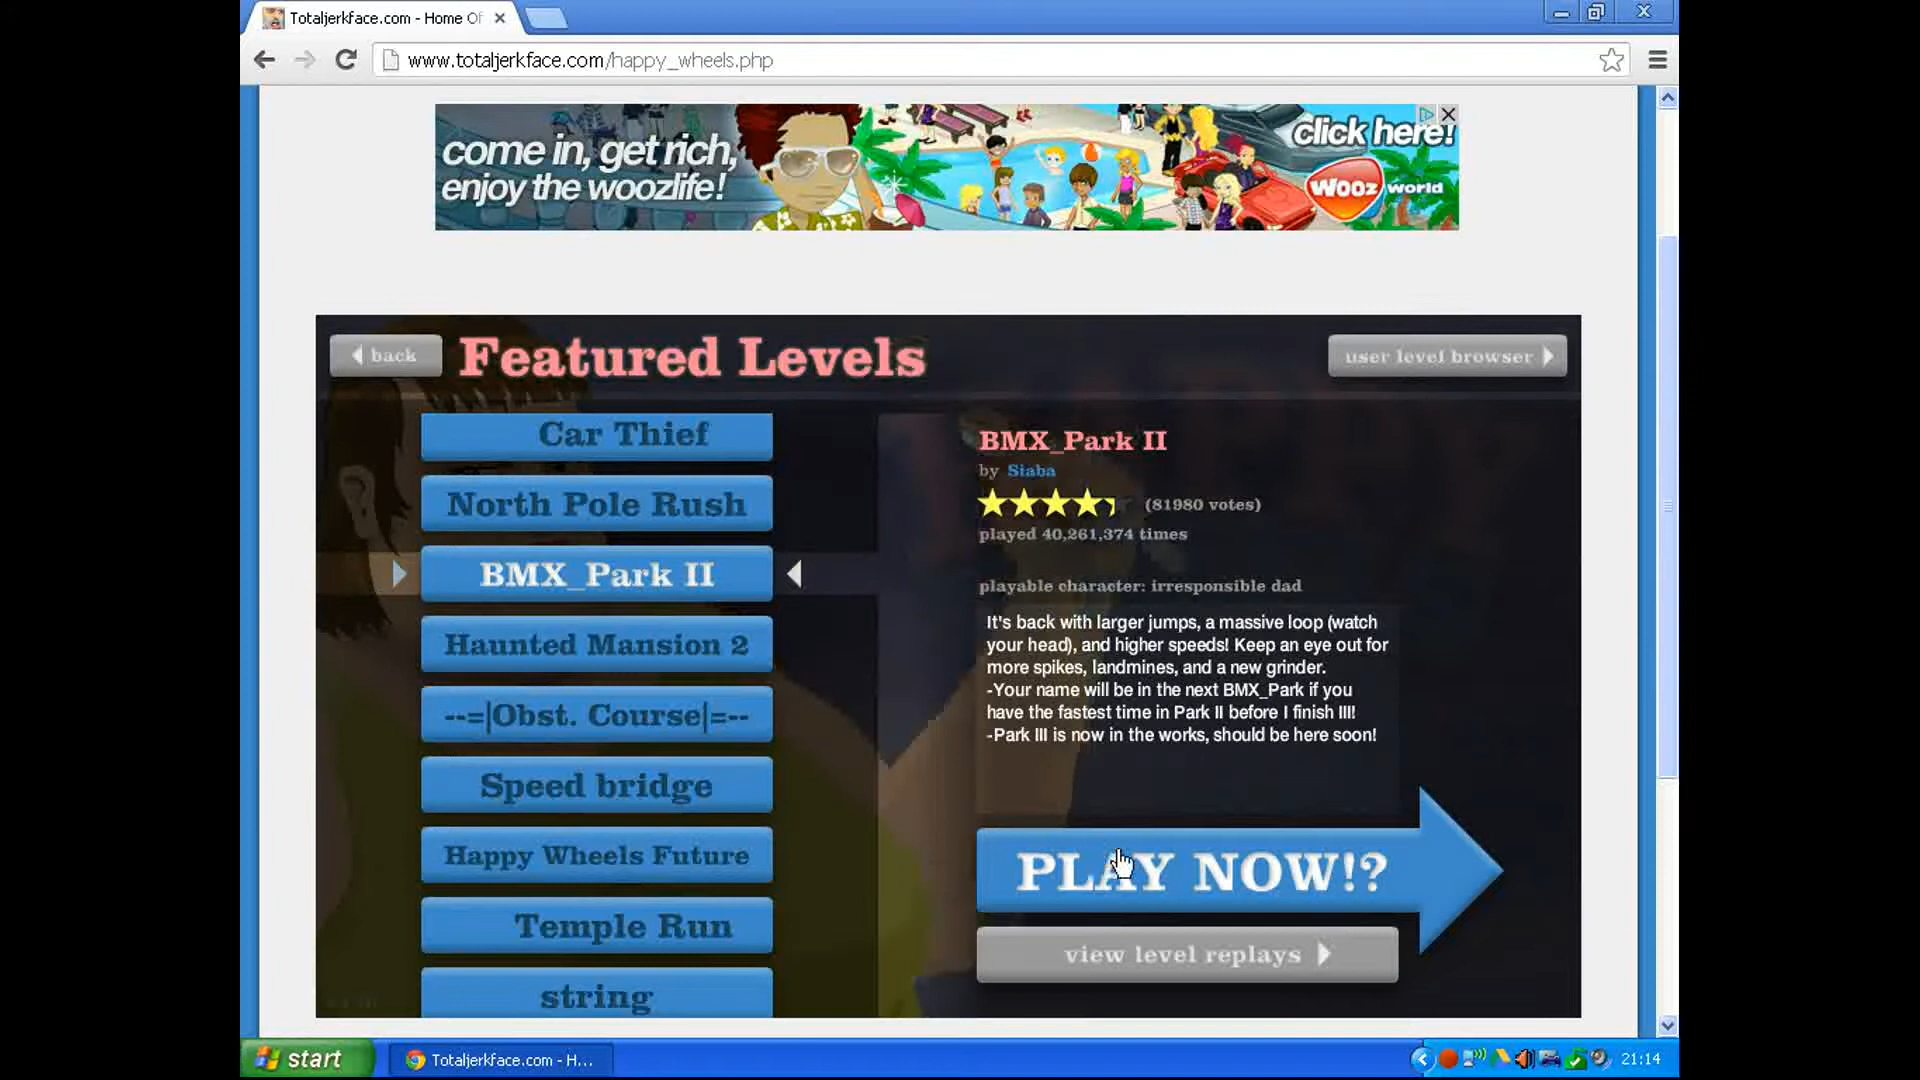 Totaljerkface.com - Home Of
www.totaljerkface.com/happy_wheels.php
come in, get rich,
enjoy the woozlife!
click here!
Wooz world
back
Featured Levels
user level browser
Car Thief
North Pole Rush
BMX_Park II
Haunted Mansion 2
--=|Obst. Course|=--
Speed bridge
Happy Wheels Future
Temple Run
string
BMX_Park II
by Siaba
(81980 votes)
played 40,261,374 times
playable character: irresponsible dad
It's back with larger jumps, a massive loop (watch
your head), and higher speeds! Keep an eye out for
more spikes, landmines, and a new grinder.
-Your name will be in the next BMX_Park if you
have the fastest time in Park II before I finish III!
-Park III is now in the works, should be here soon!
PLAY NOW!?
view level replays
start
Totaljerkface.com - H...
21:14